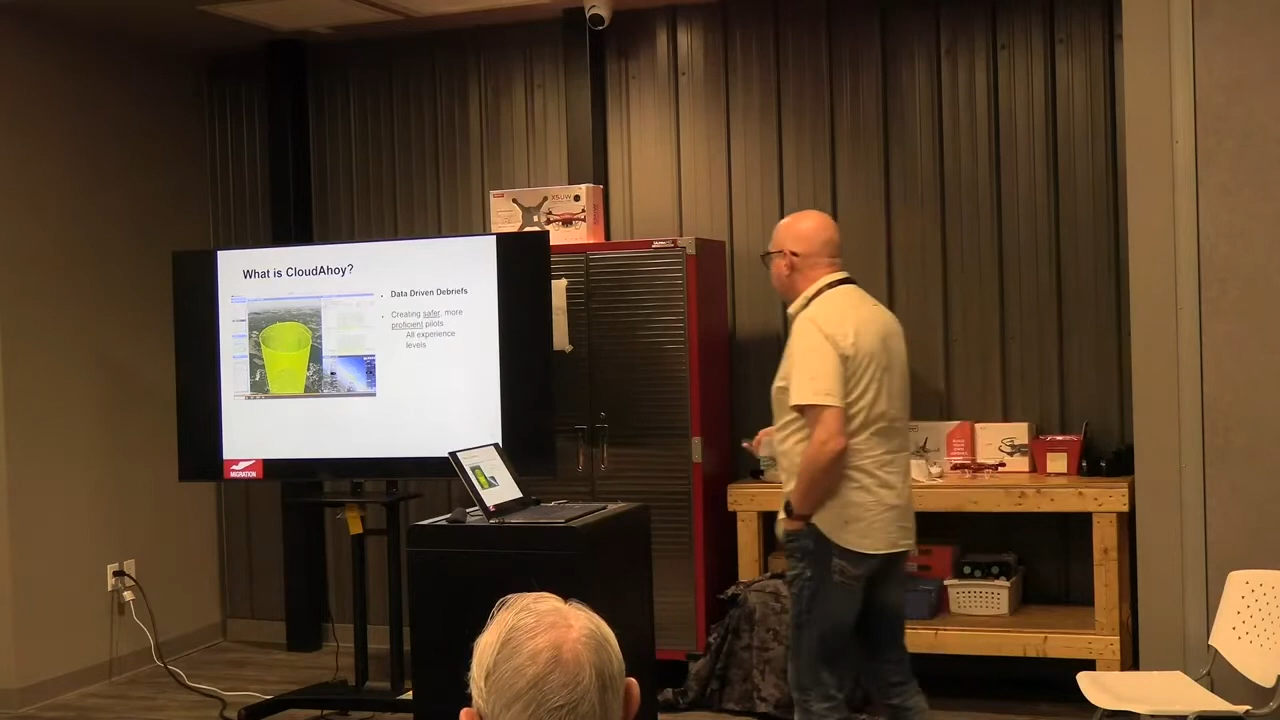 X5UW
What is CloudAhoy?
• Data Driven Debriefs
• Creating safer, more
proficient pilots
All experience
levels
MIGRATION